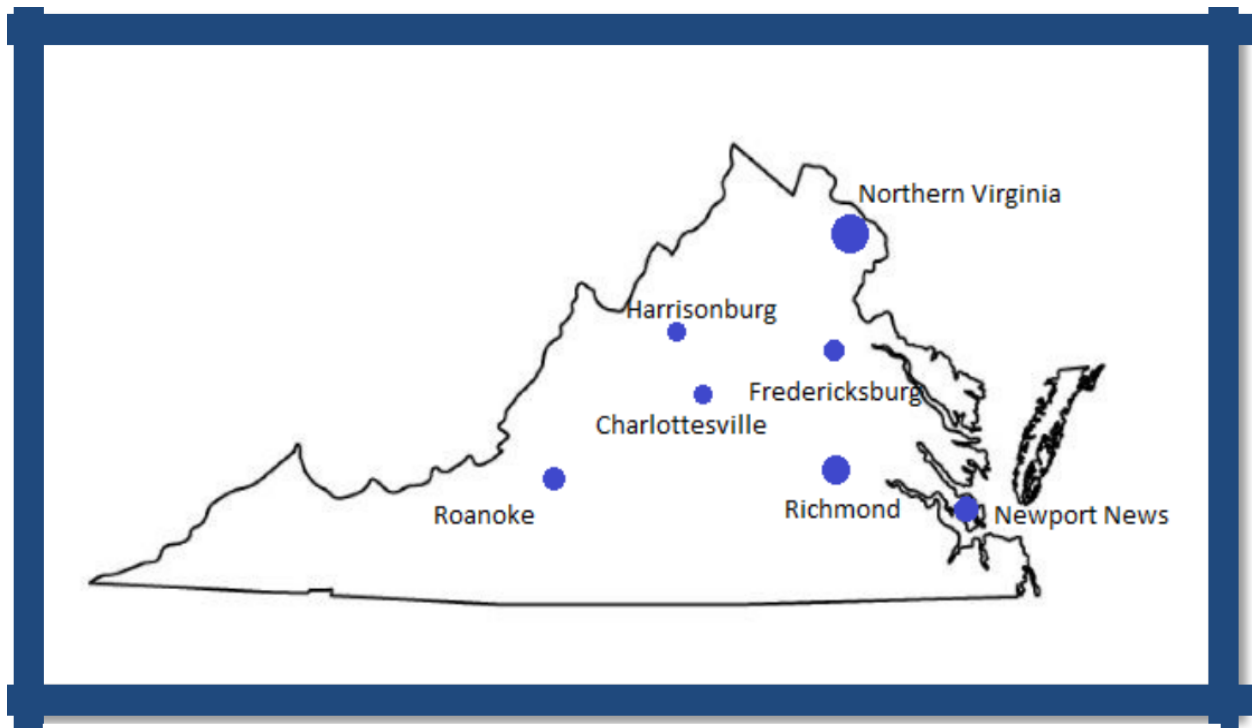 Northern Virginia
Harrisonburg
Fredericksburg
Charlottesville
Richmond
Roanoke
Newport News